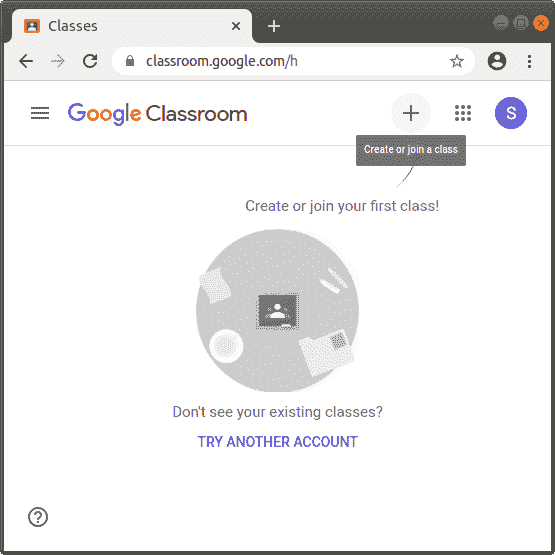 Classes
classroom.google.com/h
Google Classroom
S
Create or join a class
Create or join your first class!
Don't see your existing classes?
TRY ANOTHER ACCOUNT